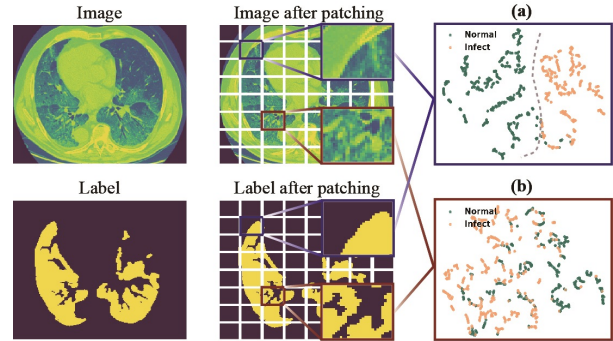 Image
Image after patching
(a)
Normal
Infect
Label
Label after patching
(b)
Normal
Infect